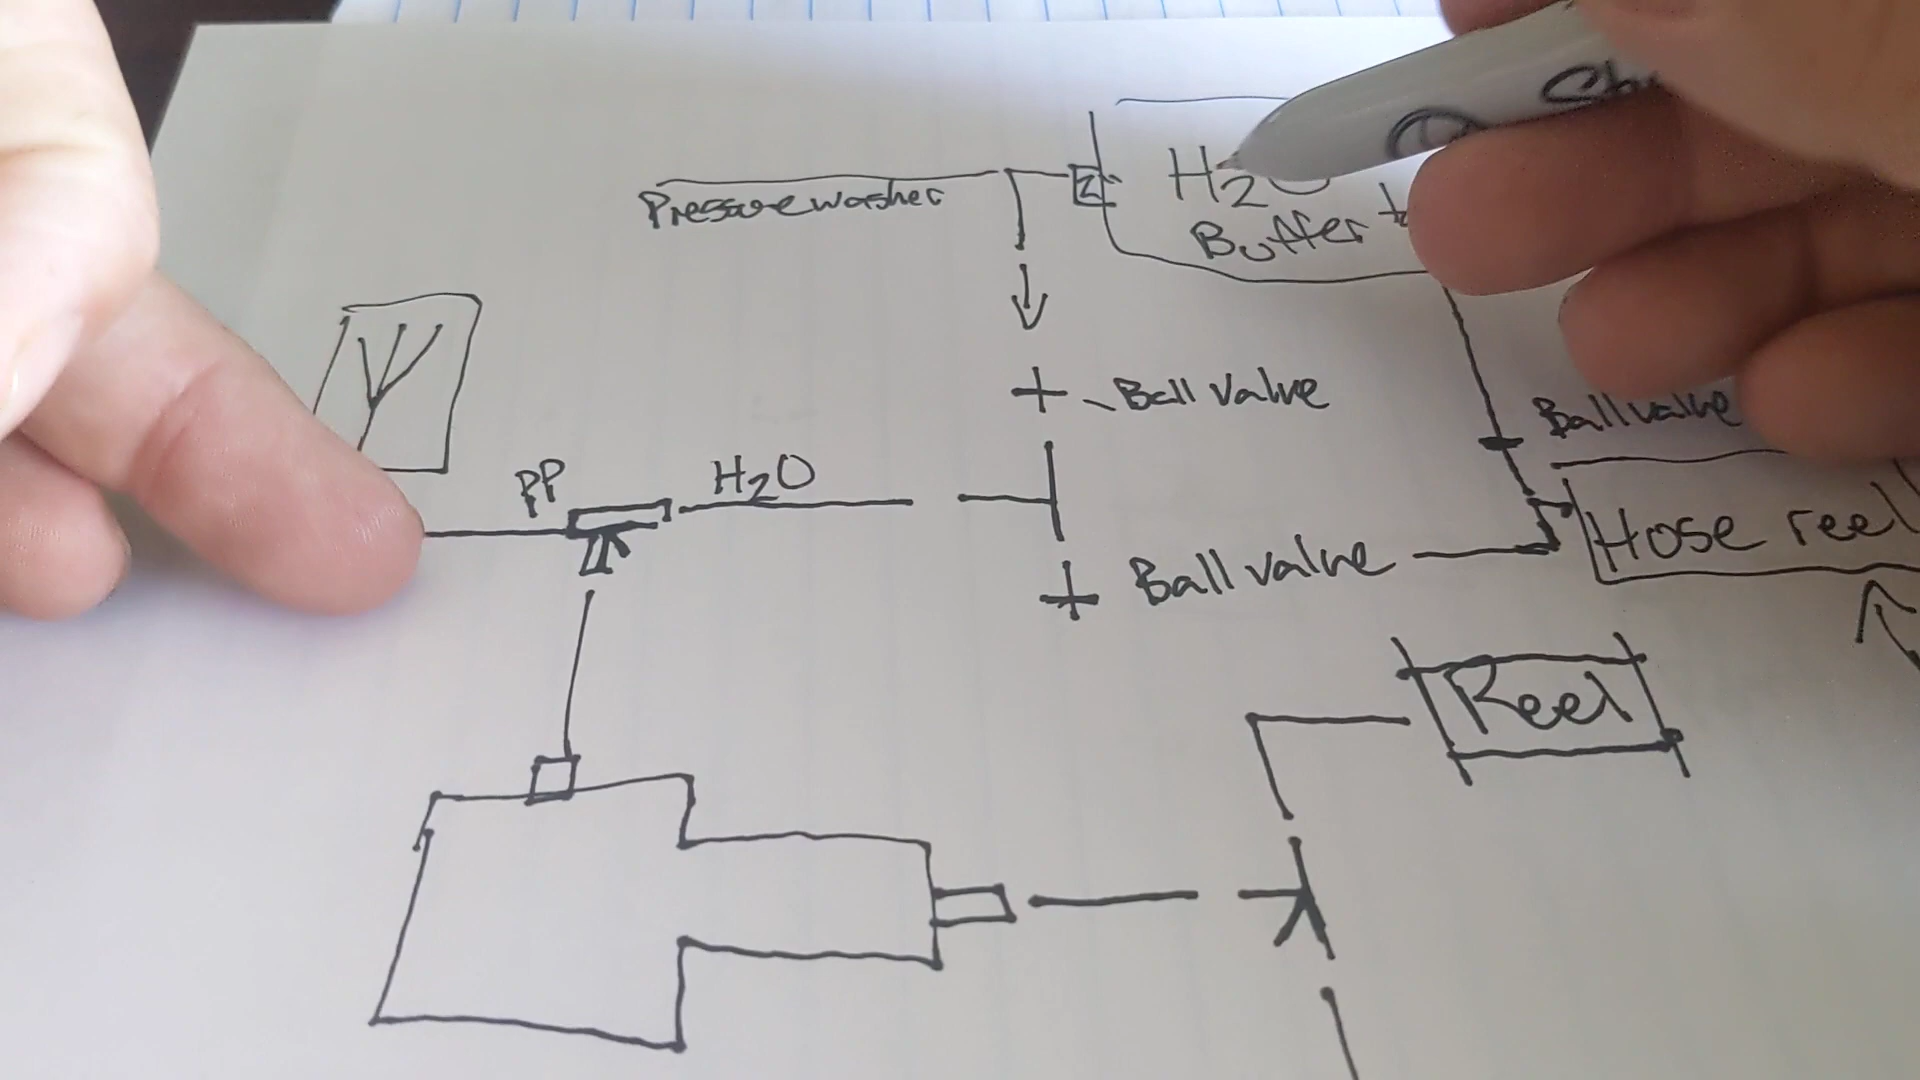 H2O
Buffer
Pressure washer
Ball valve
Ball valve
PP
H2O
Hose reel
Ball valve
Reel